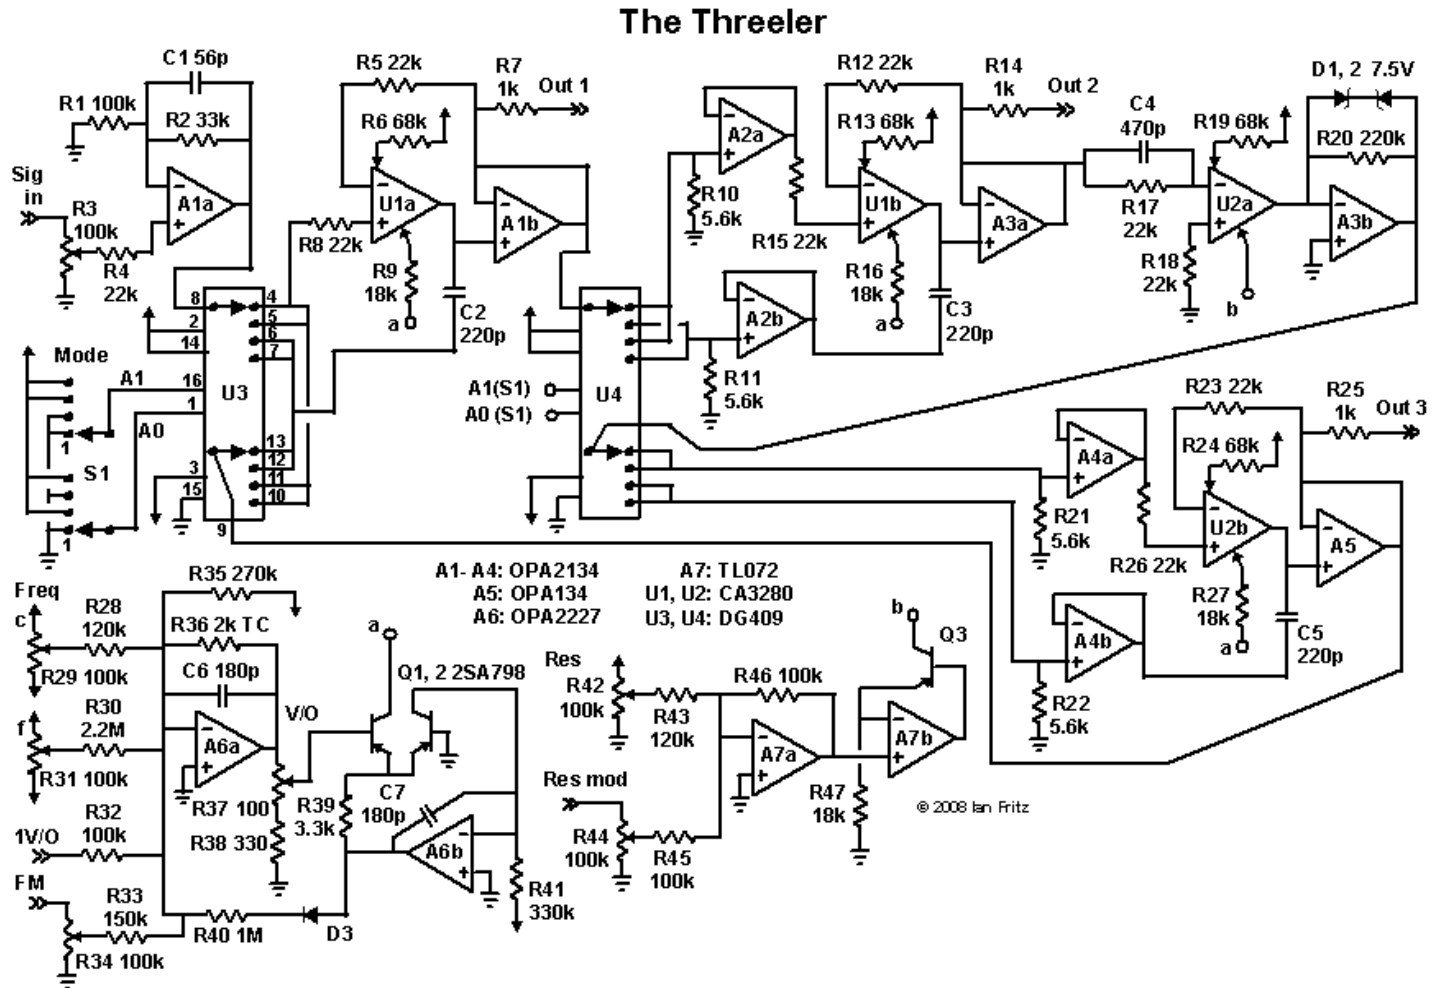 The Threeler
C1 56p
R1 100k
R2 33k
Sig
in
R3
100k
A1a
R4
22k
R5 22k
R7
1k
Out 1
R6 68k
U1a
A1b
R8 22k
R9
18k
a
C2
220p
A2a
R10
5.6k
R15 22k
R12 22k
R14
1k
Out 2
R13 68k
U1b
A3a
R16
18k
a
C3
220p
A2b
R11
5.6k
C4
470p
R17
22k
R18
22k
R19 68k
U2a
b
D1, 2 7.5V
R20 220k
A3b
8
2
14
16
1
3
15
9
U3
4
5
6
7
13
12
11
10
Mode
A1
A0
1
S1
1
A1(S1)
A0 (S1)
U4
A4a
R21
5.6k
R26 22k
R23 22k
R25
1k
Out 3
R24 68k
U2b
A5
R27
18k
a
C5
220p
A4b
R22
5.6k
A1- A4: OPA2134
A5: OPA134
A6: OPA2227
A7: TL072
U1, U2: CA3280
U3, U4: DG409
Freq
c
R28
120k
R29 100k
f
R30
2.2M
R31 100k
R32
100k
1V/O
FM
R33
150k
R34 100k
R35 270k
R36 2k TC
C6 180p
A6a
V/O
R37 100
R38 330
R40 1M
D3
a
Q1, 2 2SA798
R39
3.3k
C7
180p
A6b
R41
330k
Res
R42
100k
R43
120k
R46 100k
A7a
Res mod
R44
100k
R45
100k
b
Q3
A7b
R47
18k
© 2008 Ian Fritz